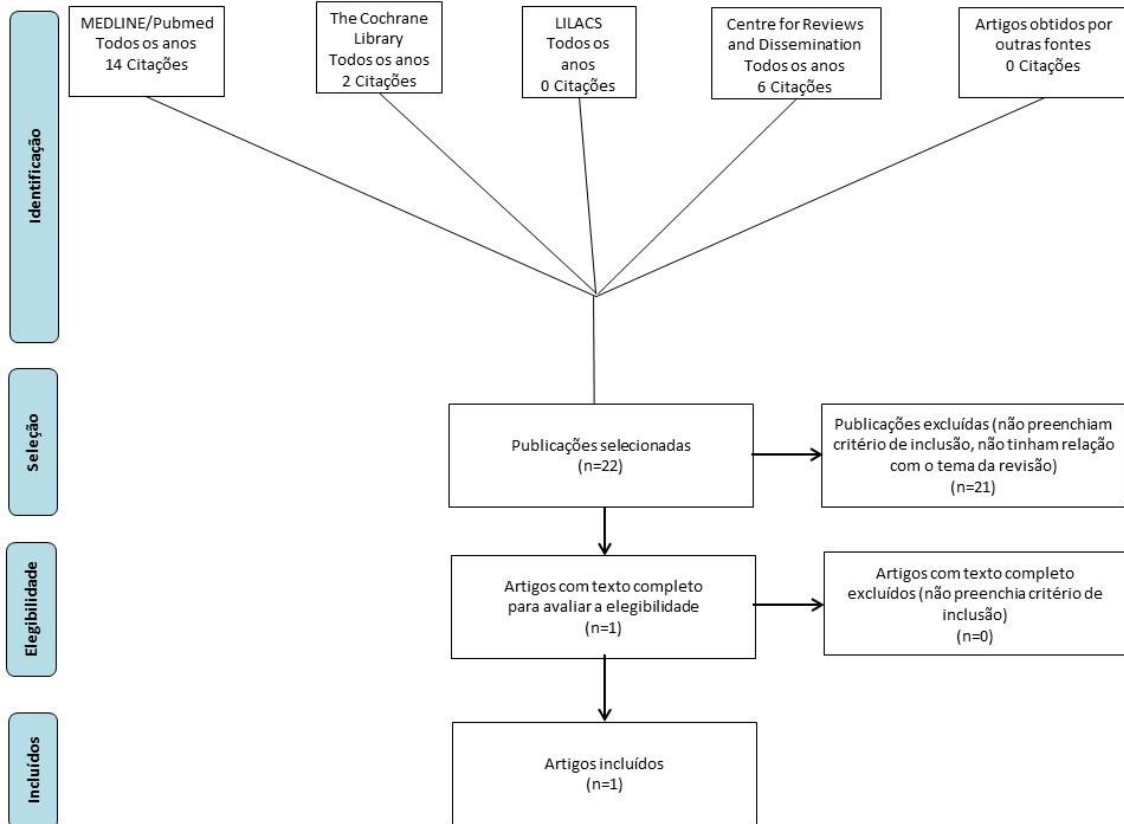 Identificação
MEDLINE/Pubmed
Todos os anos
14 Citações
The Cochrane
Library
Todos os anos
2 Citações
LILACS
Todos os
anos
0 Citações
Centre for Reviews
and Dissemination
Todos os anos
6 Citações
Artigos obtidos por
outras fontes
0 Citações
Seleção
Publicações selecionadas
(n=22)
Publicações excluídas (não preenchiam
critério de inclusão, não tinham relação
com o tema da revisão)
(n=21)
Elegibilidade
Artigos com texto completo
para avaliar a elegibilidade
(n=1)
Artigos com texto completo
excluídos (não preenchia critério de
inclusão)
(n=0)
Incluídos
Artigos incluídos
(n=1)